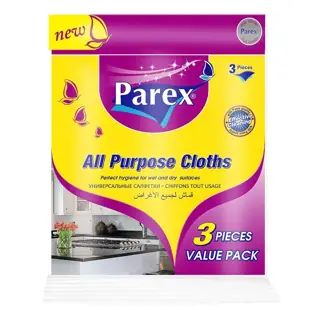 new
Parex
3 Pieces
Parex
All Purpose Cloths
Perfect hygiene for wet and dry surfaces
УНИВЕРСАЛЬНЫЕ САЛФЕТКИ - CHIFFONS TOUT USAGE
قماش لجميع الأغراض
3 PIECES
VALUE PACK